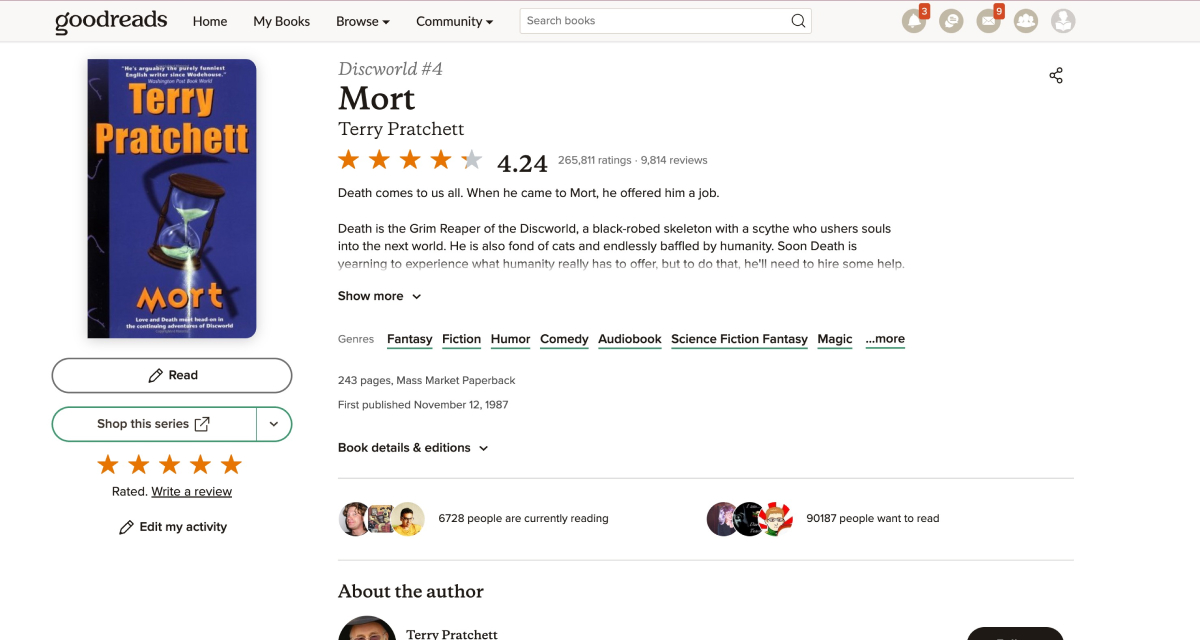 goodreads
Home
My Books
Browse
Community
Search books
3
9
"He's arguably the purely funniest
English writer since Wodehouse."
Washington Post Book World
Terry
Pratchett
Mort
Love and Death meet head-on in
the continuing adventures of Discworld
Read
Shop this series
Rated. Write a review
Edit my activity
Discworld #4
Mort
Terry Pratchett
4.24
265,811 ratings · 9,814 reviews
Death comes to us all. When he came to Mort, he offered him a job.
Death is the Grim Reaper of the Discworld, a black-robed skeleton with a scythe who ushers souls
into the next world. He is also fond of cats and endlessly baffled by humanity. Soon Death is
yearning to experience what humanity really has to offer, but to do that, he'll need to hire some help.
Show more
Genres Fantasy Fiction Humor Comedy Audiobook Science Fiction Fantasy Magic ...more
243 pages, Mass Market Paperback
First published November 12, 1987
Book details & editions
6728 people are currently reading
90187 people want to read
About the author
Terry Pratchett